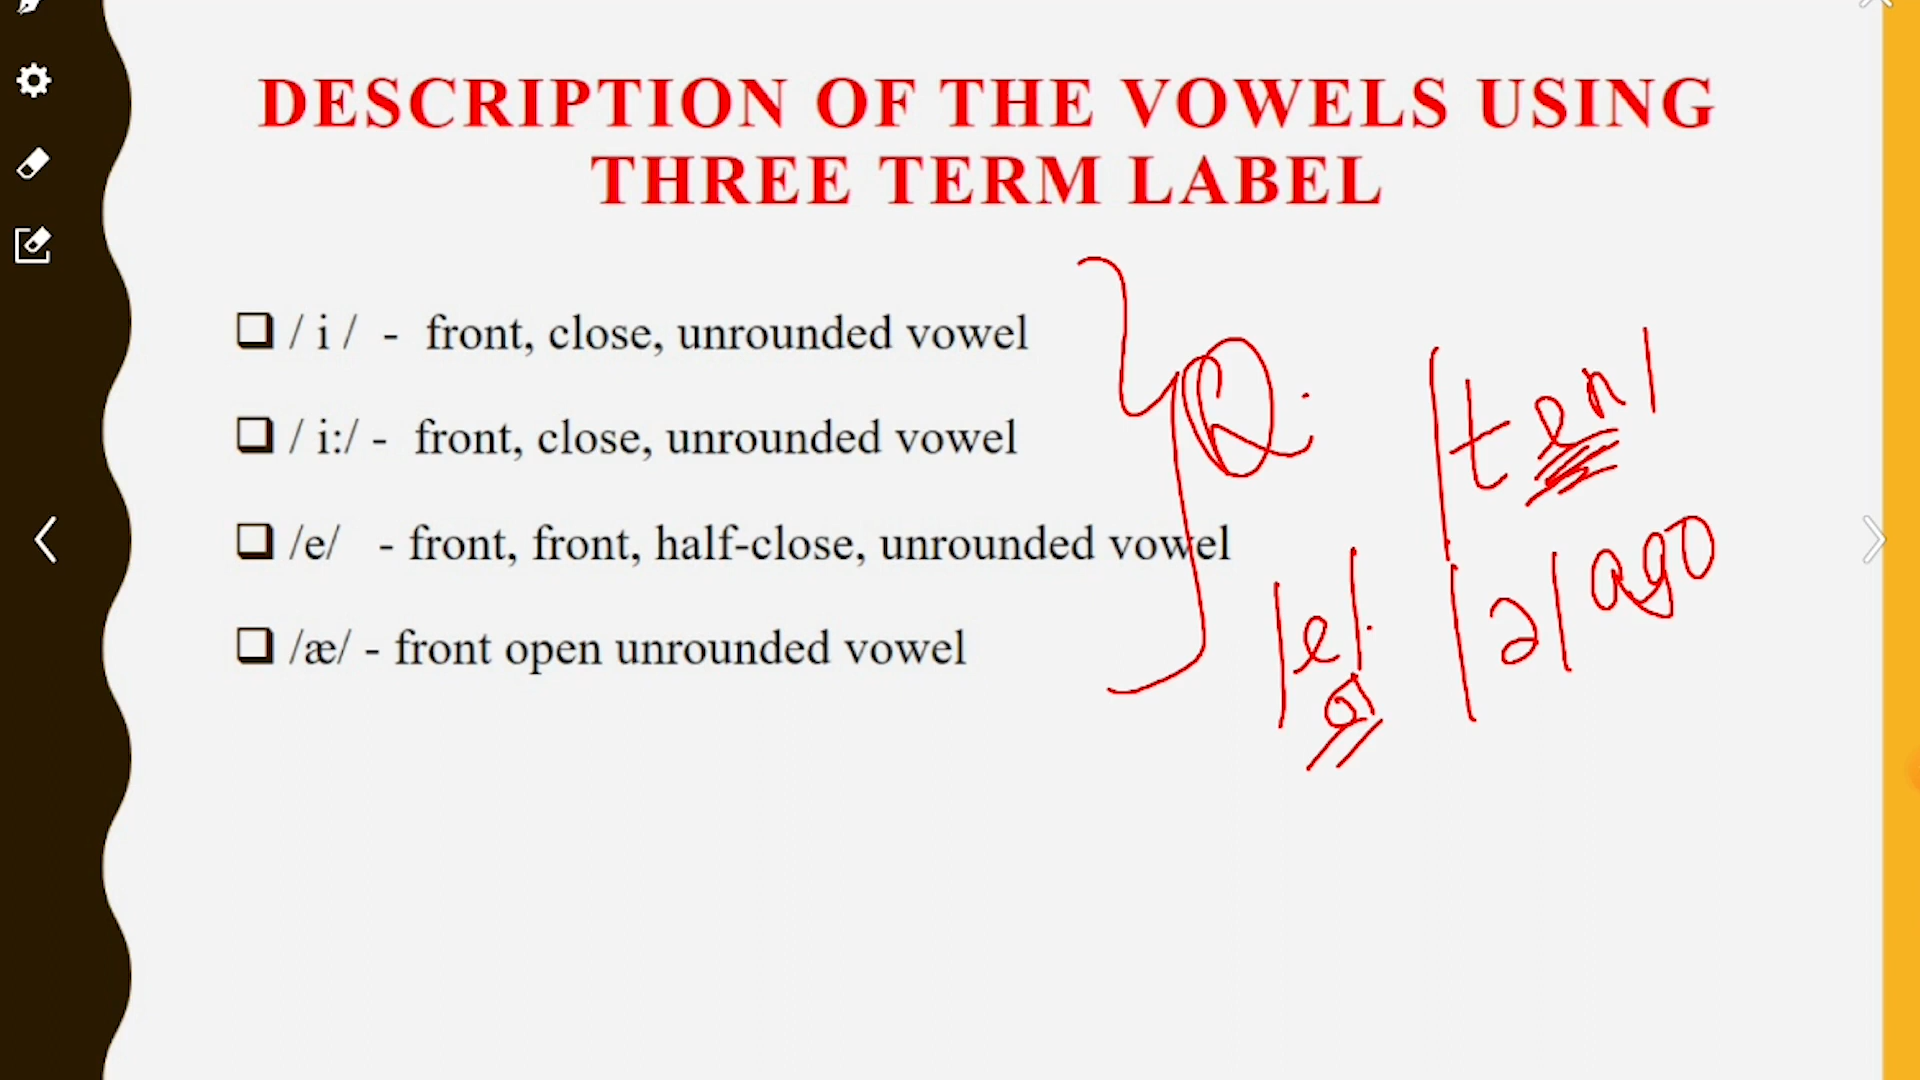 DESCRIPTION OF THE VOWELS USING
THREE TERM LABEL
/ i / - front, close, unrounded vowel
/ i:/ - front, close, unrounded vowel
/e/ - front, front, half-close, unrounded vowel
/æ/ - front open unrounded vowel
/ten/
/e/.
/ə/ ago